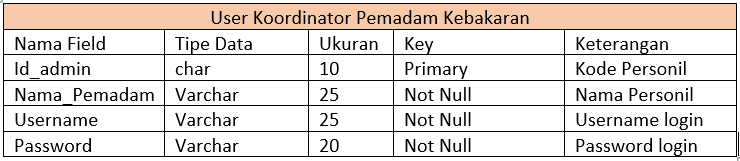 User Koordinator Pemadam Kebakaran
Nama Field Tipe Data Ukuran Key Keterangan
Id_admin char 10 Primary Kode Personil
Nama_Pemadam Varchar 25 Not Null Nama Personil
Username Varchar 25 Not Null Username login
Password Varchar 20 Not Null Password login